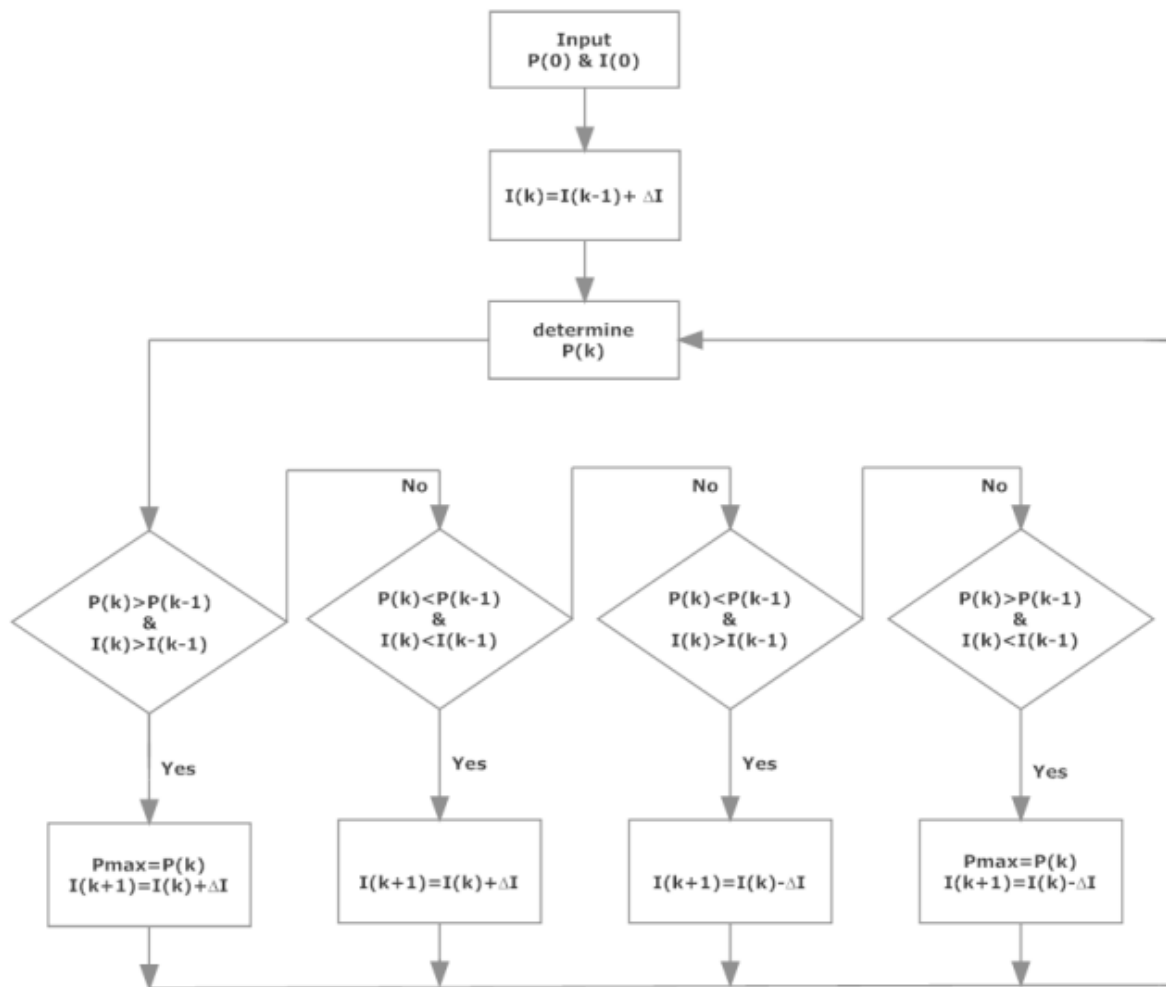 Input
P(0) & I(0)
I(k)=I(k-1)+ ΔI
determine
P(k)
No
No
No
P(k)>P(k-1)
&
I(k)>I(k-1)
P(k)<P(k-1)
&
I(k)<I(k-1)
P(k)<P(k-1)
&
I(k)>I(k-1)
P(k)>P(k-1)
&
I(k)<I(k-1)
Yes
Yes
Yes
Yes
Pmax=P(k)
I(k+1)=I(k)+ΔI
I(k+1)=I(k)+ΔI
I(k+1)=I(k)-ΔI
Pmax=P(k)
I(k+1)=I(k)-ΔI